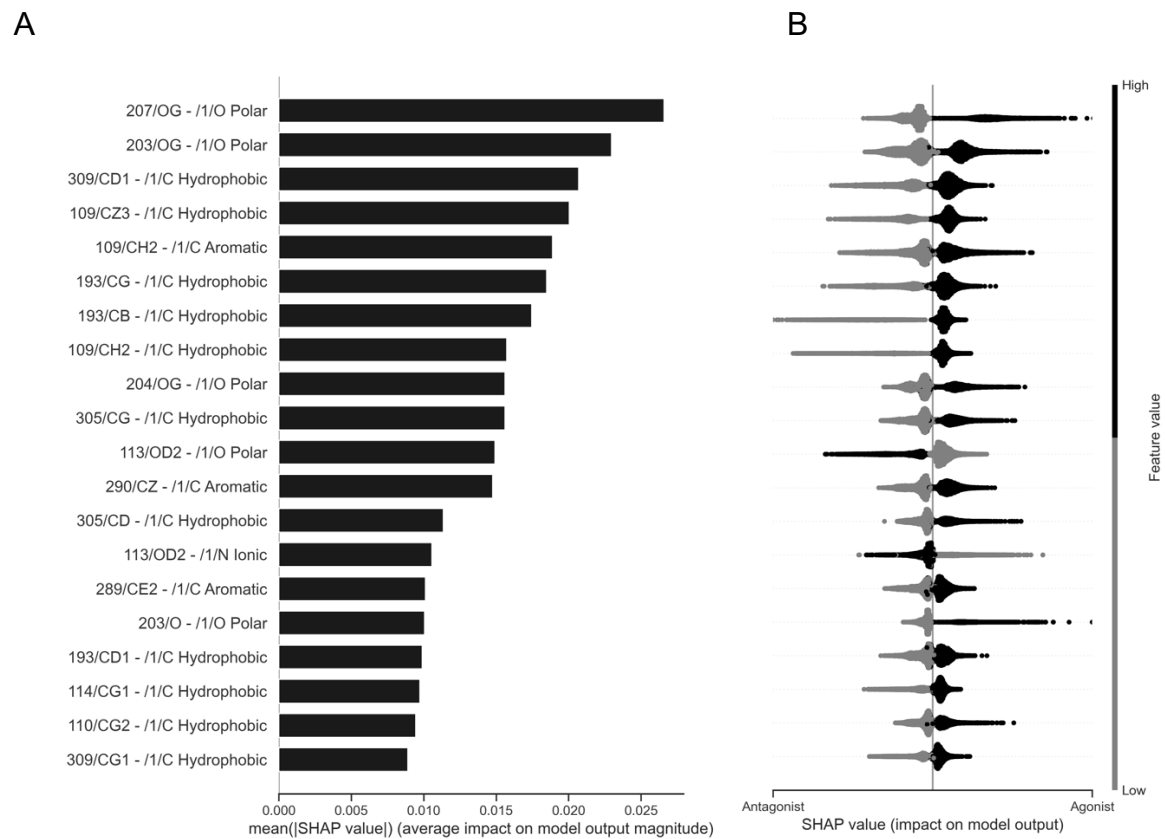 A
B
207/OG - /1/O Polar
203/OG - /1/O Polar
309/CD1 - /1/C Hydrophobic
109/CZ3 - /1/C Hydrophobic
109/CH2 - /1/C Aromatic
193/CG - /1/C Hydrophobic
193/CB - /1/C Hydrophobic
109/CH2 - /1/C Hydrophobic
204/OG - /1/O Polar
305/CG - /1/C Hydrophobic
113/OD2 - /1/O Polar
290/CZ - /1/C Aromatic
305/CD - /1/C Hydrophobic
113/OD2 - /1/N Ionic
289/CE2 - /1/C Aromatic
203/O - /1/O Polar
193/CD1 - /1/C Hydrophobic
114/CG1 - /1/C Hydrophobic
110/CG2 - /1/C Hydrophobic
309/CG1 - /1/C Hydrophobic
0.000 0.005 0.010 0.015 0.020 0.025
mean(|SHAP value|) (average impact on model output magnitude)
High
Feature value
Low
Antagonist Agonist
SHAP value (impact on model output)